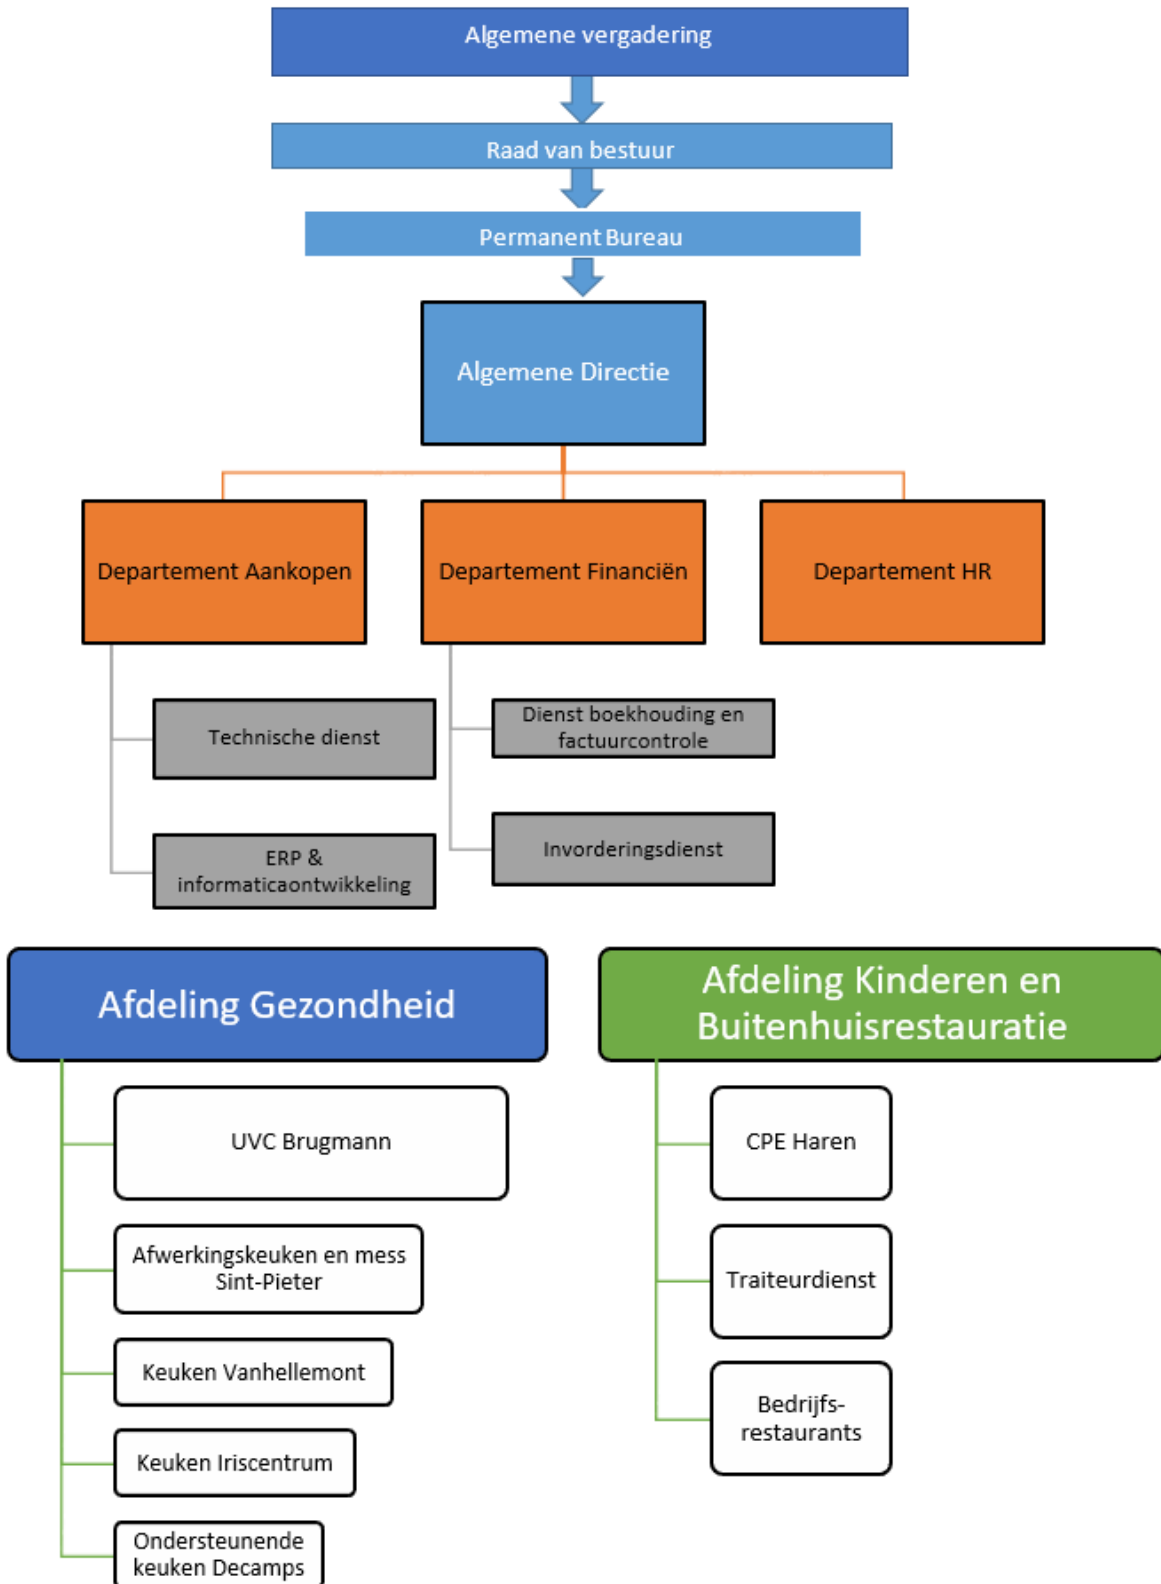 Algemene vergadering
Raad van bestuur
Permanent Bureau
Algemene Directie
Departement Aankopen
Departement Financiën
Departement HR
Technische dienst
ERP &
informaticaontwikkeling
Dienst boekhouding en
factuurcontrole
Invorderingsdienst
Afdeling Gezondheid
UVC Brugmann
Afwerkingskeuken en mess
Sint-Pieter
Keuken Vanhellemont
Keuken Iriscentrum
Ondersteunende
keuken Decamps
Afdeling Kinderen en
Buitenhuisrestauratie
CPE Haren
Traiteurdienst
Bedrijfs-
restaurants